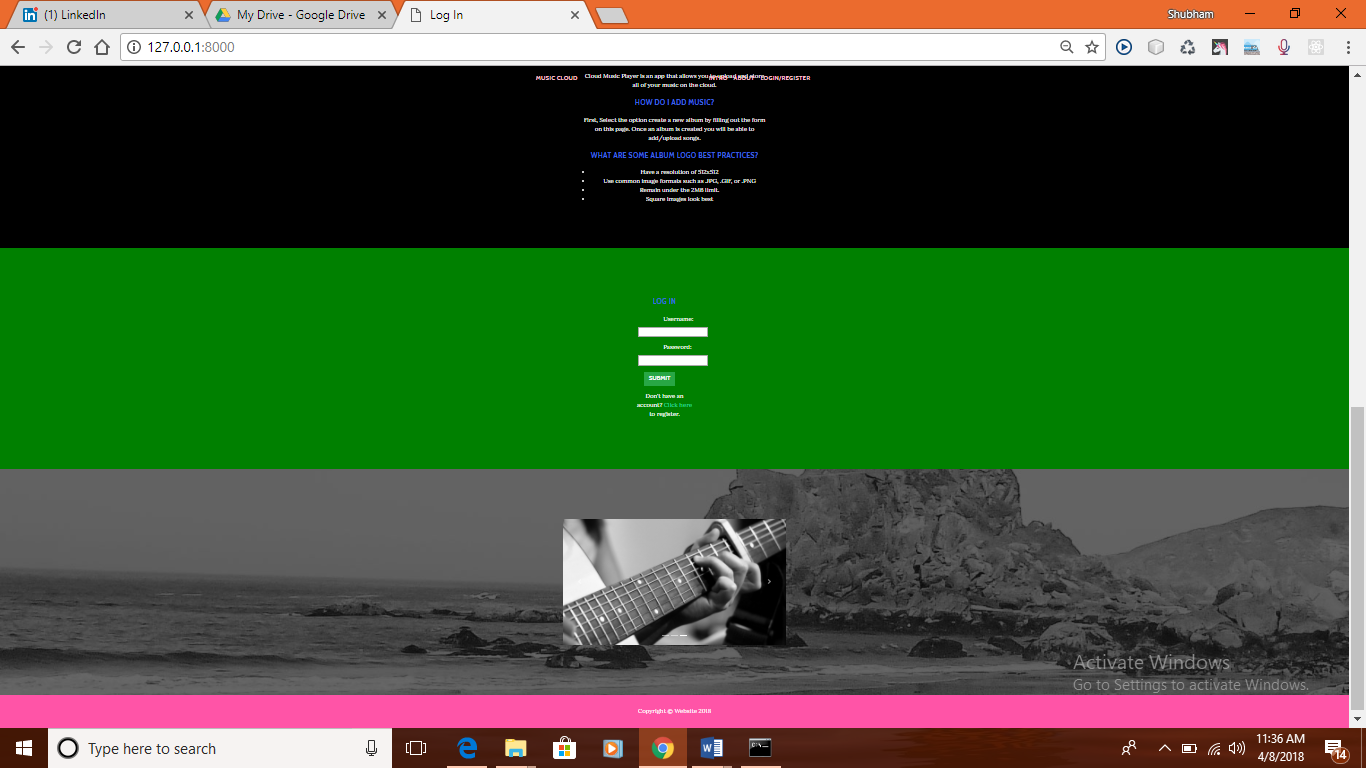 (1) LinkedIn
My Drive - Google Drive
Log In
Shubham
127.0.0.1:8000
MUSIC CLOUD
INTRO ABOUT LOGIN/REGISTER
Cloud Music Player is an app that allows you to upload and store
all of your music on the cloud.
HOW DO I ADD MUSIC?
First, Select the option create a new album by filling out the form
on this page. Once an album is created you will be able to
add/upload songs.
WHAT ARE SOME ALBUM LOGO BEST PRACTICES?
Have a resolution of 512x512
Use common image formats such as .JPG, .GIF, or .PNG
Remain under the 2MB limit.
Square images look best
LOG IN
Username:
Password:
SUBMIT
Don't have an
account? Click here
to register.
Activate Windows
Go to Settings to activate Windows.
Copyright © Website 2018
Type here to search
11:36 AM
4/8/2018
14